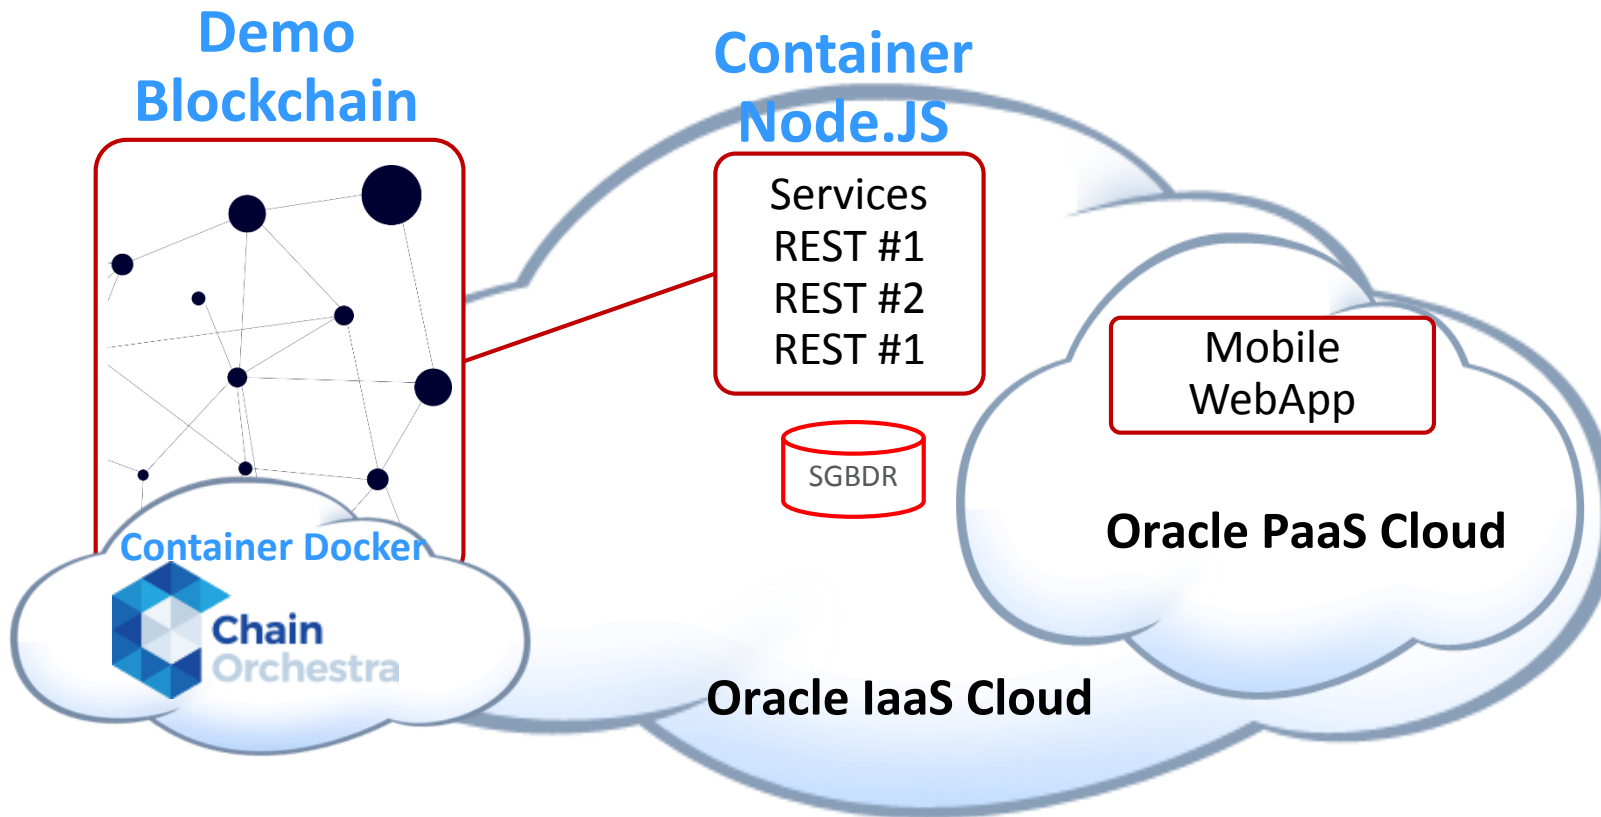 Demo
Blockchain
Container
Node.JS
Services
REST #1
REST #2
REST #1
Mobile
WebApp
SGBDR
Oracle PaaS Cloud
Container Docker
Chain
Orchestra
Oracle IaaS Cloud